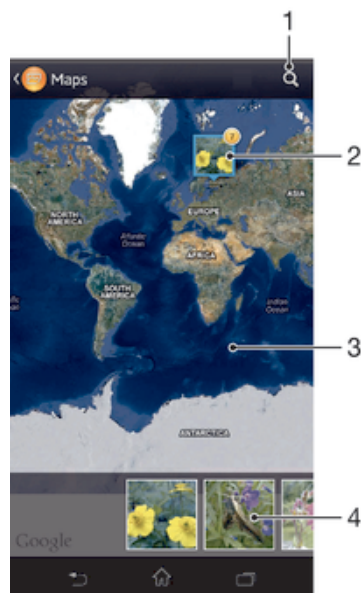 1
Maps
2
ASIA
NORTH
AMERICA
EUROPE
Atlantic
Ocean
AFRICA
SOUTH
AMERICA
Indian
Ocean
3
ANTARCTICA
4
Google